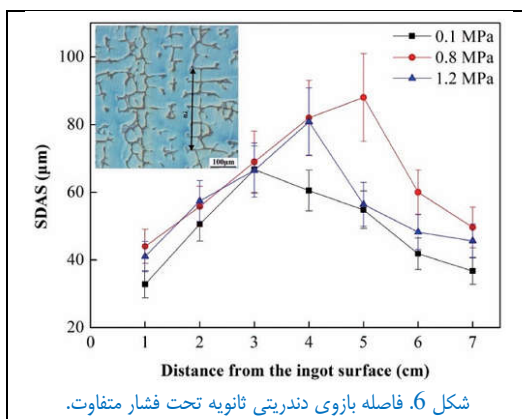 0.1 MPa
0.8 MPa
1.2 MPa
100μm
SDAS (μm)
100
80
60
40
20
0 1 2 3 4 5 6 7
Distance from the ingot surface (cm)
شکل 6. فاصله بازوی دندریتی ثانویه تحت فشار متفاوت.